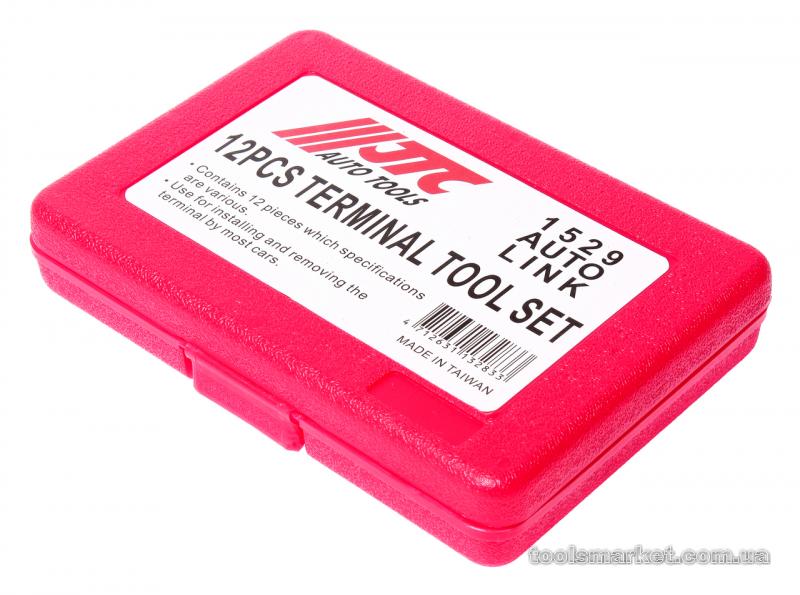 JTC
AUTO TOOLS
12PCS TERMINAL TOOL SET
• Contains 12 pieces which specifications
are various.
• Use for installing and removing the
terminal by most cars.
1529
AUTO
LINK
4 712631 132833
MADE IN TAIWAN
toolsmarket.com.ua